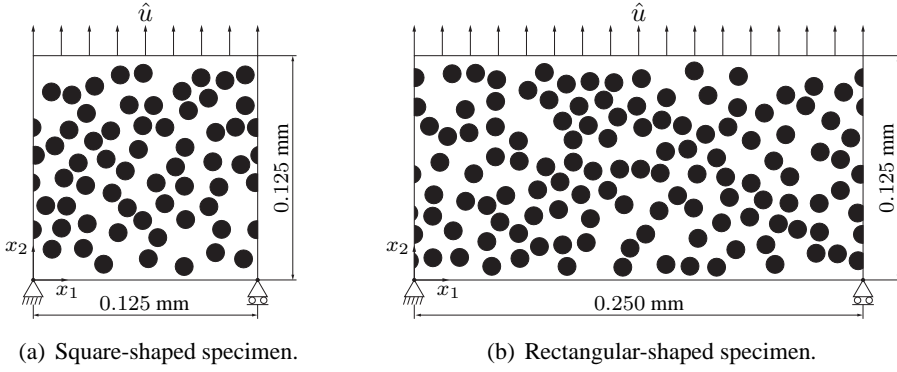 û
û
0.125 mm
0.125 mm
x₂
x₁
0.125 mm
x₂
x₁
0.250 mm
(a) Square-shaped specimen.
(b) Rectangular-shaped specimen.